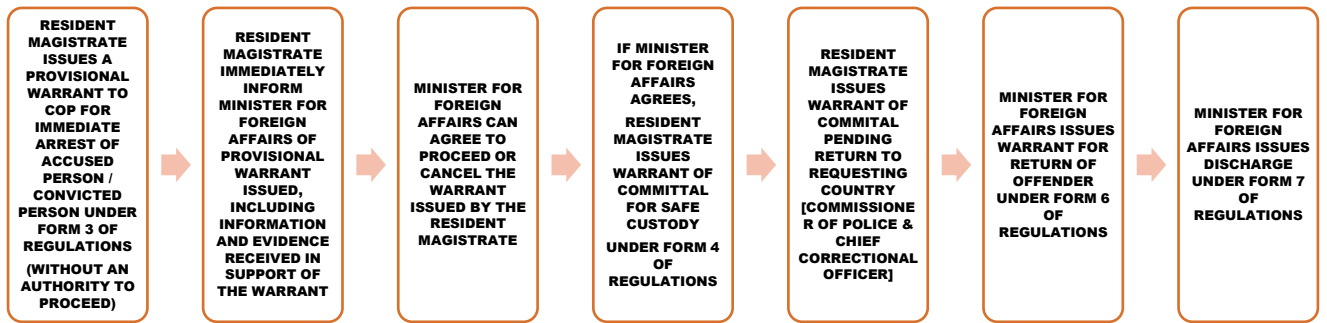 RESIDENT
MAGISTRATE
ISSUES A
PROVISIONAL
WARRANT TO
COP FOR
IMMEDIATE
ARREST OF
ACCUSED
PERSON /
CONVICTED
PERSON UNDER
FORM 3 OF
REGULATIONS
(WITHOUT AN
AUTHORITY TO
PROCEED)
RESIDENT
MAGISTRATE
IMMEDIATELY
INFORM
MINISTER FOR
FOREIGN
AFFAIRS OF
PROVISIONAL
WARRANT
ISSUED,
INCLUDING
INFORMATION
AND EVIDENCE
RECEIVED IN
SUPPORT OF
THE WARRANT
MINISTER FOR
FOREIGN
AFFAIRS CAN
AGREE TO
PROCEED OR
CANCEL THE
WARRANT
ISSUED BY THE
RESIDENT
MAGISTRATE
IF MINISTER
FOR FOREIGN
AFFAIRS
AGREES,
RESIDENT
MAGISTRATE
ISSUES
WARRANT OF
COMMITTAL
FOR SAFE
CUSTODY
UNDER FORM 4
OF
REGULATIONS
RESIDENT
MAGISTRATE
ISSUES
WARRANT OF
COMMITAL
PENDING
RETURN TO
REQUESTING
COUNTRY
[COMMISSIONE
R OF POLICE &
CHIEF
CORRECTIONAL
OFFICER]
MINISTER FOR
FOREIGN
AFFAIRS ISSUES
WARRANT FOR
RETURN OF
OFFENDER
UNDER FORM 6
OF
REGULATIONS
MINISTER FOR
FOREIGN
AFFAIRS ISSUES
DISCHARGE
UNDER FORM 7
OF
REGULATIONS